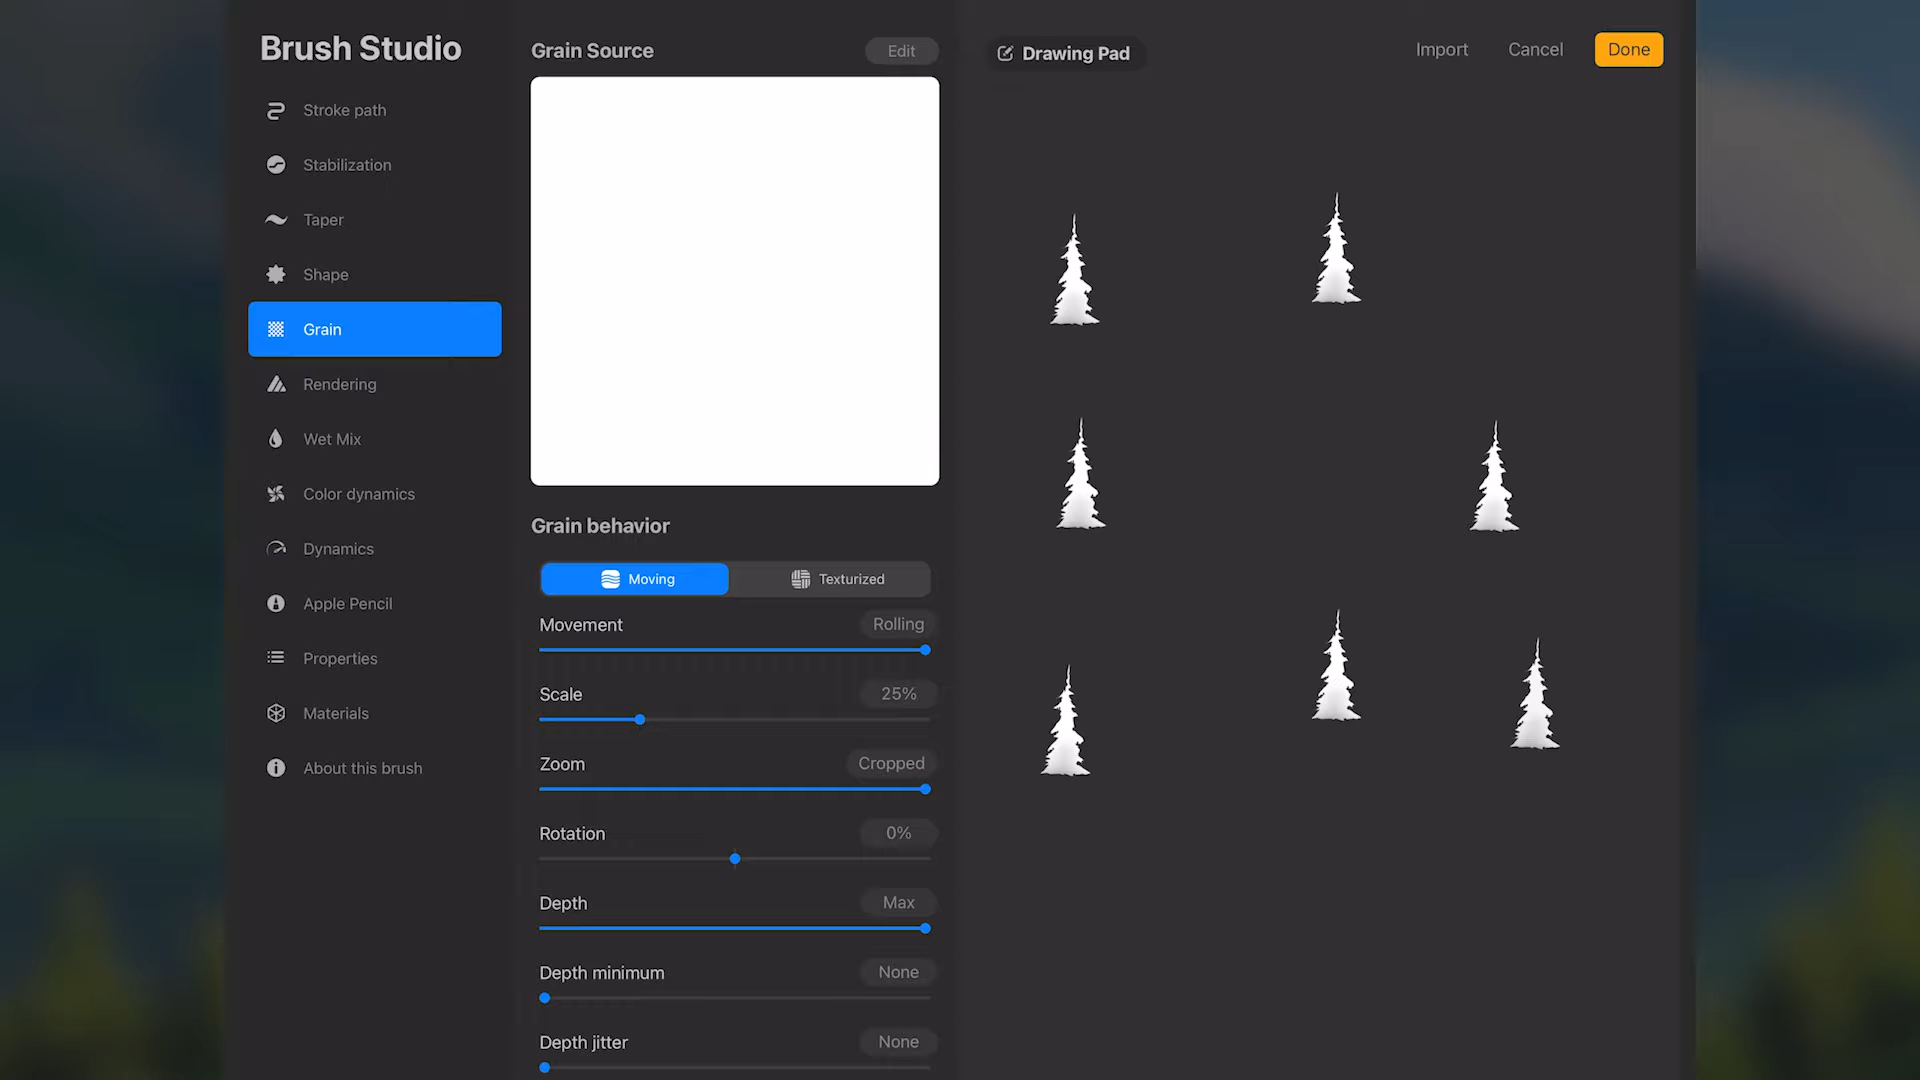 Brush Studio
Stroke path
Stabilization
Taper
Shape
Grain
Rendering
Wet Mix
Color dynamics
Dynamics
Apple Pencil
Properties
Materials
About this brush
Grain Source
Edit
Grain behavior
Moving
Texturized
Movement
Rolling
Scale
25%
Zoom
Cropped
Rotation
0%
Depth
Max
Depth minimum
None
Depth jitter
None
Drawing Pad
Import
Cancel
Done